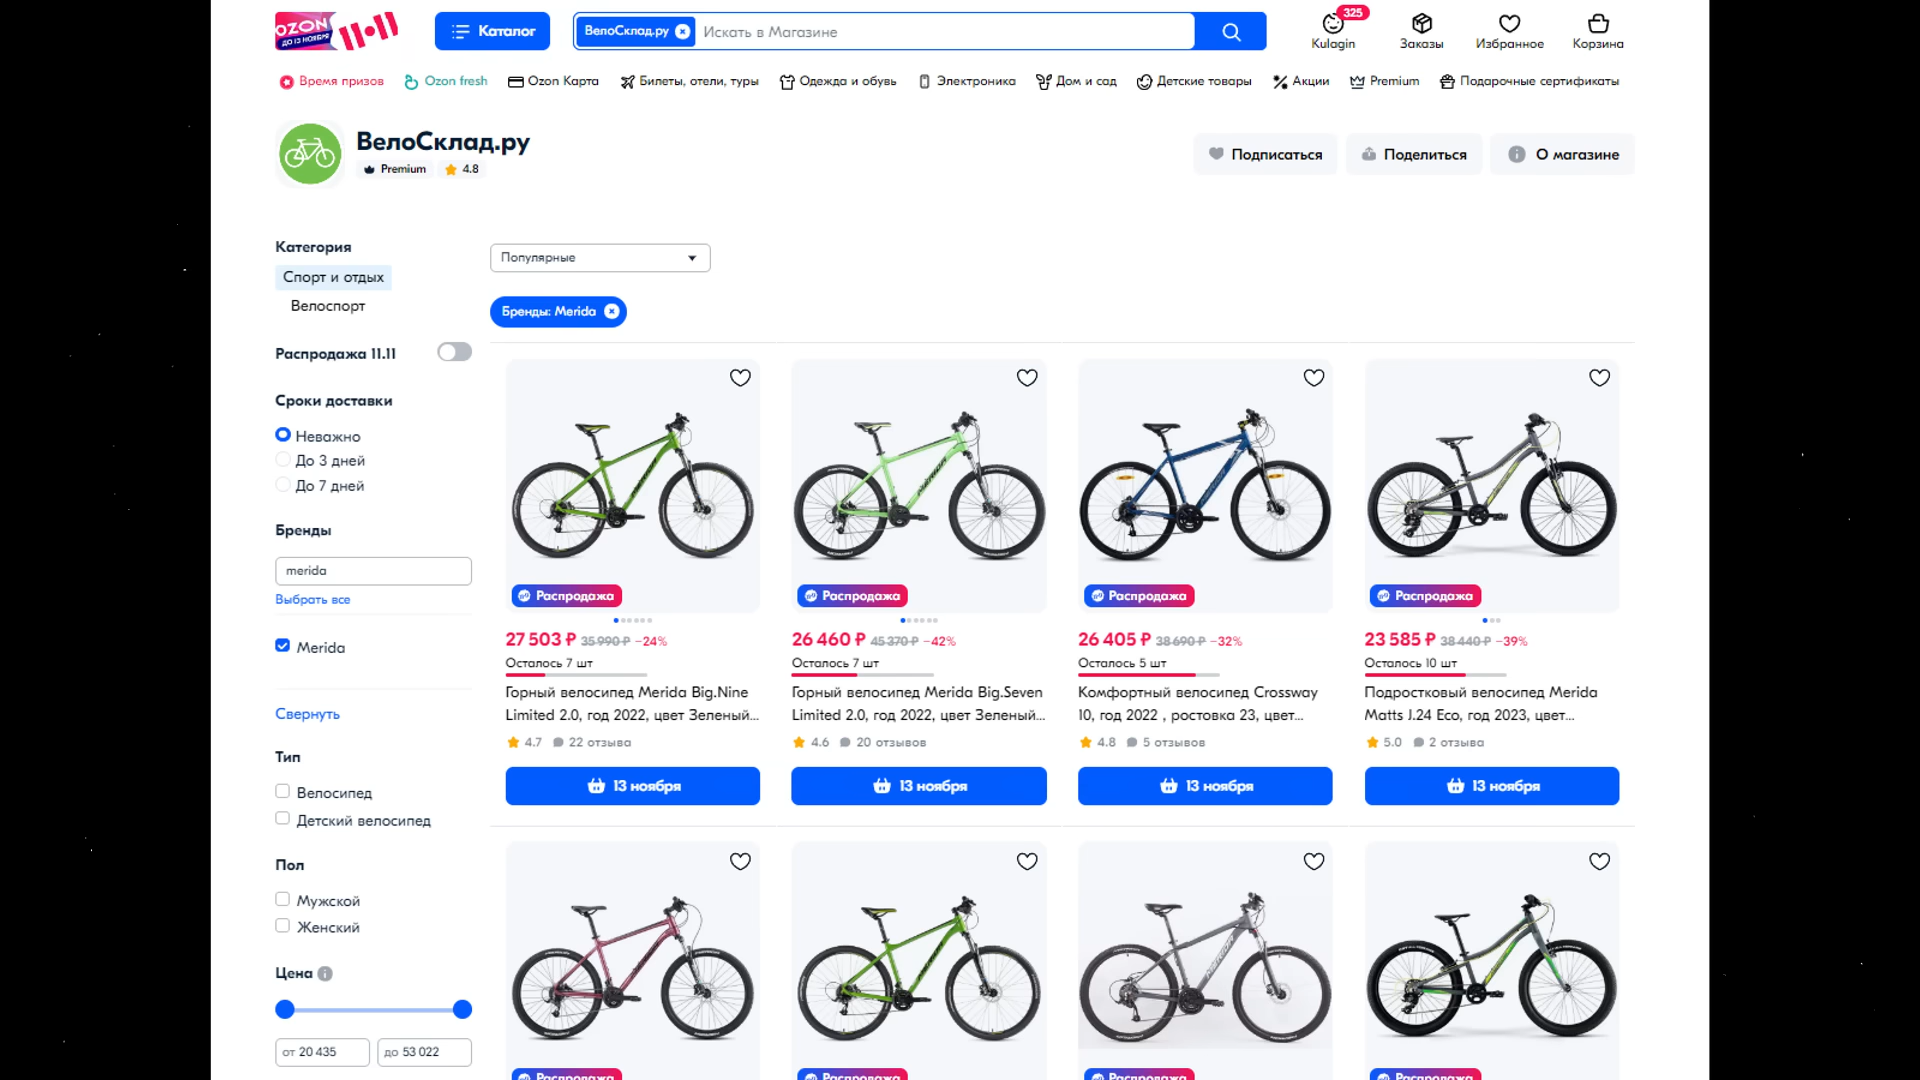 OZON
ДО 13 НОЯБРЯ
11•11
Каталог
ВелоСклад.ру
Искать в Магазине
325
Kulagin
Заказы
Избранное
Корзина
Время призов
Ozon fresh
Ozon Карта
Билеты, отели, туры
Одежда и обувь
Электроника
Дом и сад
Детские товары
Акции
Premium
Подарочные сертификаты
ВелоСклад.ру
Premium
4.8
Подписаться
Поделиться
О магазине
Категория
Спорт и отдых
Велоспорт
Распродажа 11.11
Сроки доставки
Неважно
До 3 дней
До 7 дней
Бренды
merida
Выбрать все
Merida
Свернуть
Тип
Велосипед
Детский велосипед
Пол
Мужской
Женский
Цена
от 20 435
до 53 022
Популярные
Бренды: Merida
Распродажа
27 503 ₽ 35 990 ₽ −24%
Осталось 7 шт
Горный велосипед Merida Big.Nine
Limited 2.0, год 2022, цвет Зеленый...
4.7 22 отзыва
13 ноября
Распродажа
26 460 ₽ 45 370 ₽ −42%
Осталось 7 шт
Горный велосипед Merida Big.Seven
Limited 2.0, год 2022, цвет Зеленый...
4.6 20 отзывов
13 ноября
Распродажа
26 405 ₽ 38 690 ₽ −32%
Осталось 5 шт
Комфортный велосипед Crossway
10, год 2022 , ростовка 23, цвет...
4.8 5 отзывов
13 ноября
Распродажа
23 585 ₽ 38 440 ₽ −39%
Осталось 10 шт
Подростковый велосипед Merida
Matts J.24 Eco, год 2023, цвет...
5.0 2 отзыва
13 ноября
Распродажа
Распродажа
Распродажа
Распродажа